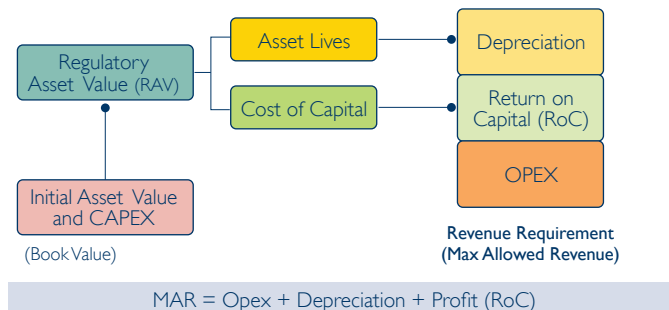 Regulatory
Asset Value (RAV)
Asset Lives
Cost of Capital
Depreciation
Return on
Capital (RoC)
OPEX
Initial Asset Value
and CAPEX
(Book Value)
Revenue Requirement
(Max Allowed Revenue)
MAR = Opex + Depreciation + Profit (RoC)